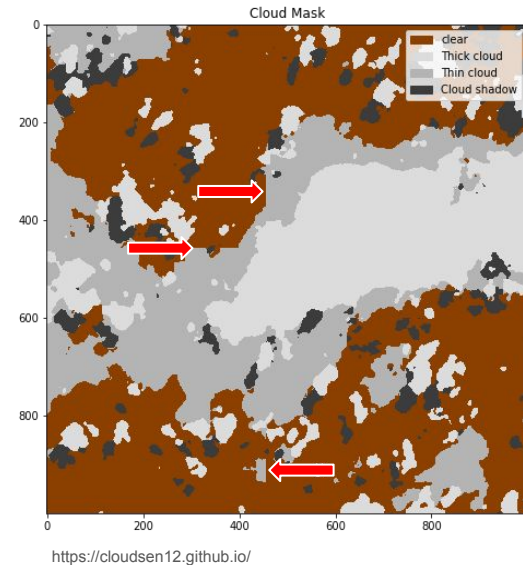 Cloud Mask
clear
Thick cloud
Thin cloud
Cloud shadow
0
200
400
600
800
0
200
400
600
800
https://cloudsen12.github.io/